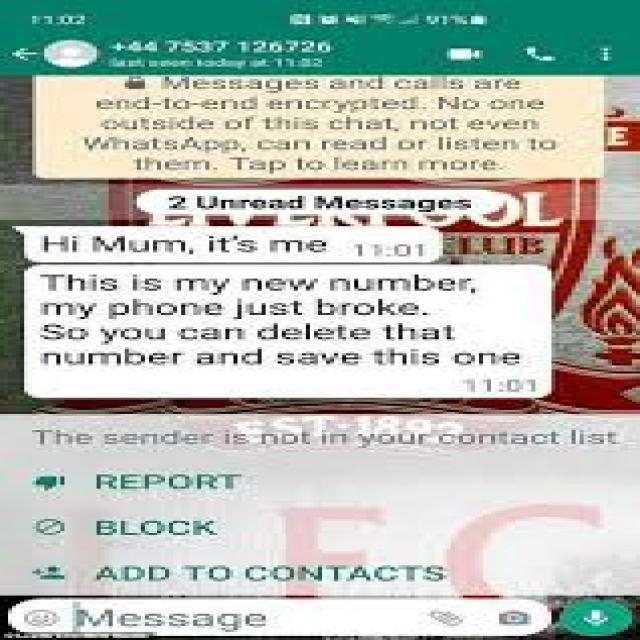 11:02
91%
+44 7537 126726
last seen today at 11:02
Messages and calls are
end-to-end encrypted. No one
outside of this chat, not even
WhatsApp, can read or listen to
them. Tap to learn more.
E
2 Unread Messages
Hi Mum, it's me 11:01
CLUB
This is my new number,
my phone just broke.
So you can delete that
number and save this one
11:01
EST·1892
The sender is not in your contact list
REPORT
BLOCK
ADD TO CONTACTS
F C
Message